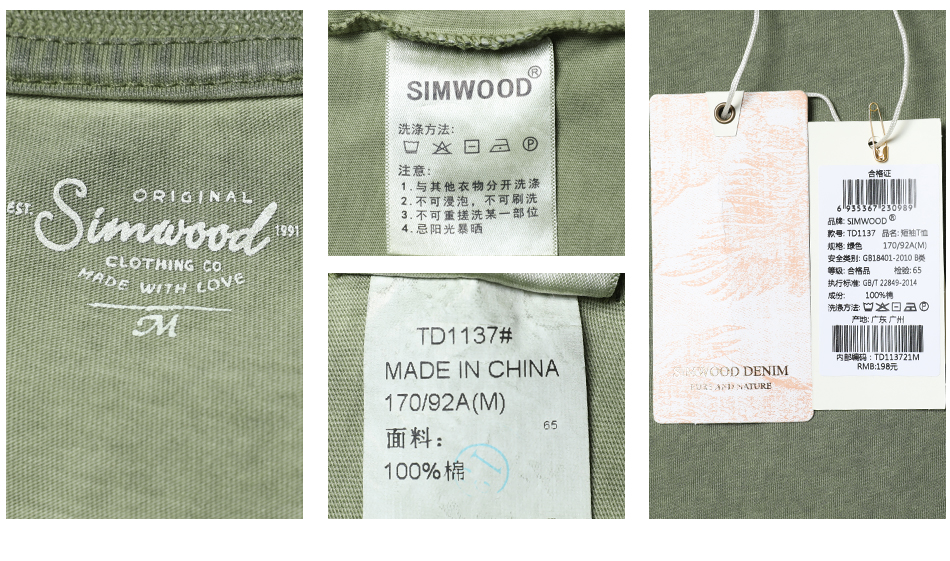 ORIGINAL
EST. Simwood 1991
CLOTHING CO
MADE WITH LOVE
M
SIMWOOD®
洗涤方法:
Ⓟ
注意:
1.与其他衣物分开洗涤
2.不可浸泡，不可刷洗
3.不可重搓洗某一部位
4.忌阳光暴晒
TD1137#
MADE IN CHINA
170/92A(M)
65
面料:
100%棉
SIMWOOD DENIM
PURE AND NATURE
合格证
6 935367 230989
品牌: SIMWOOD®
款号: TD1137 品名: 短袖T恤
规格: 绿色 170/92A(M)
安全类别: GB18401-2010 B类
等级: 合格品 检验: 65
执行标准: GB/T 22849-2014
成份: 100%棉
洗涤方法: Ⓟ
产地: 广东 广州
内部编码: TD113721M
RMB:198元